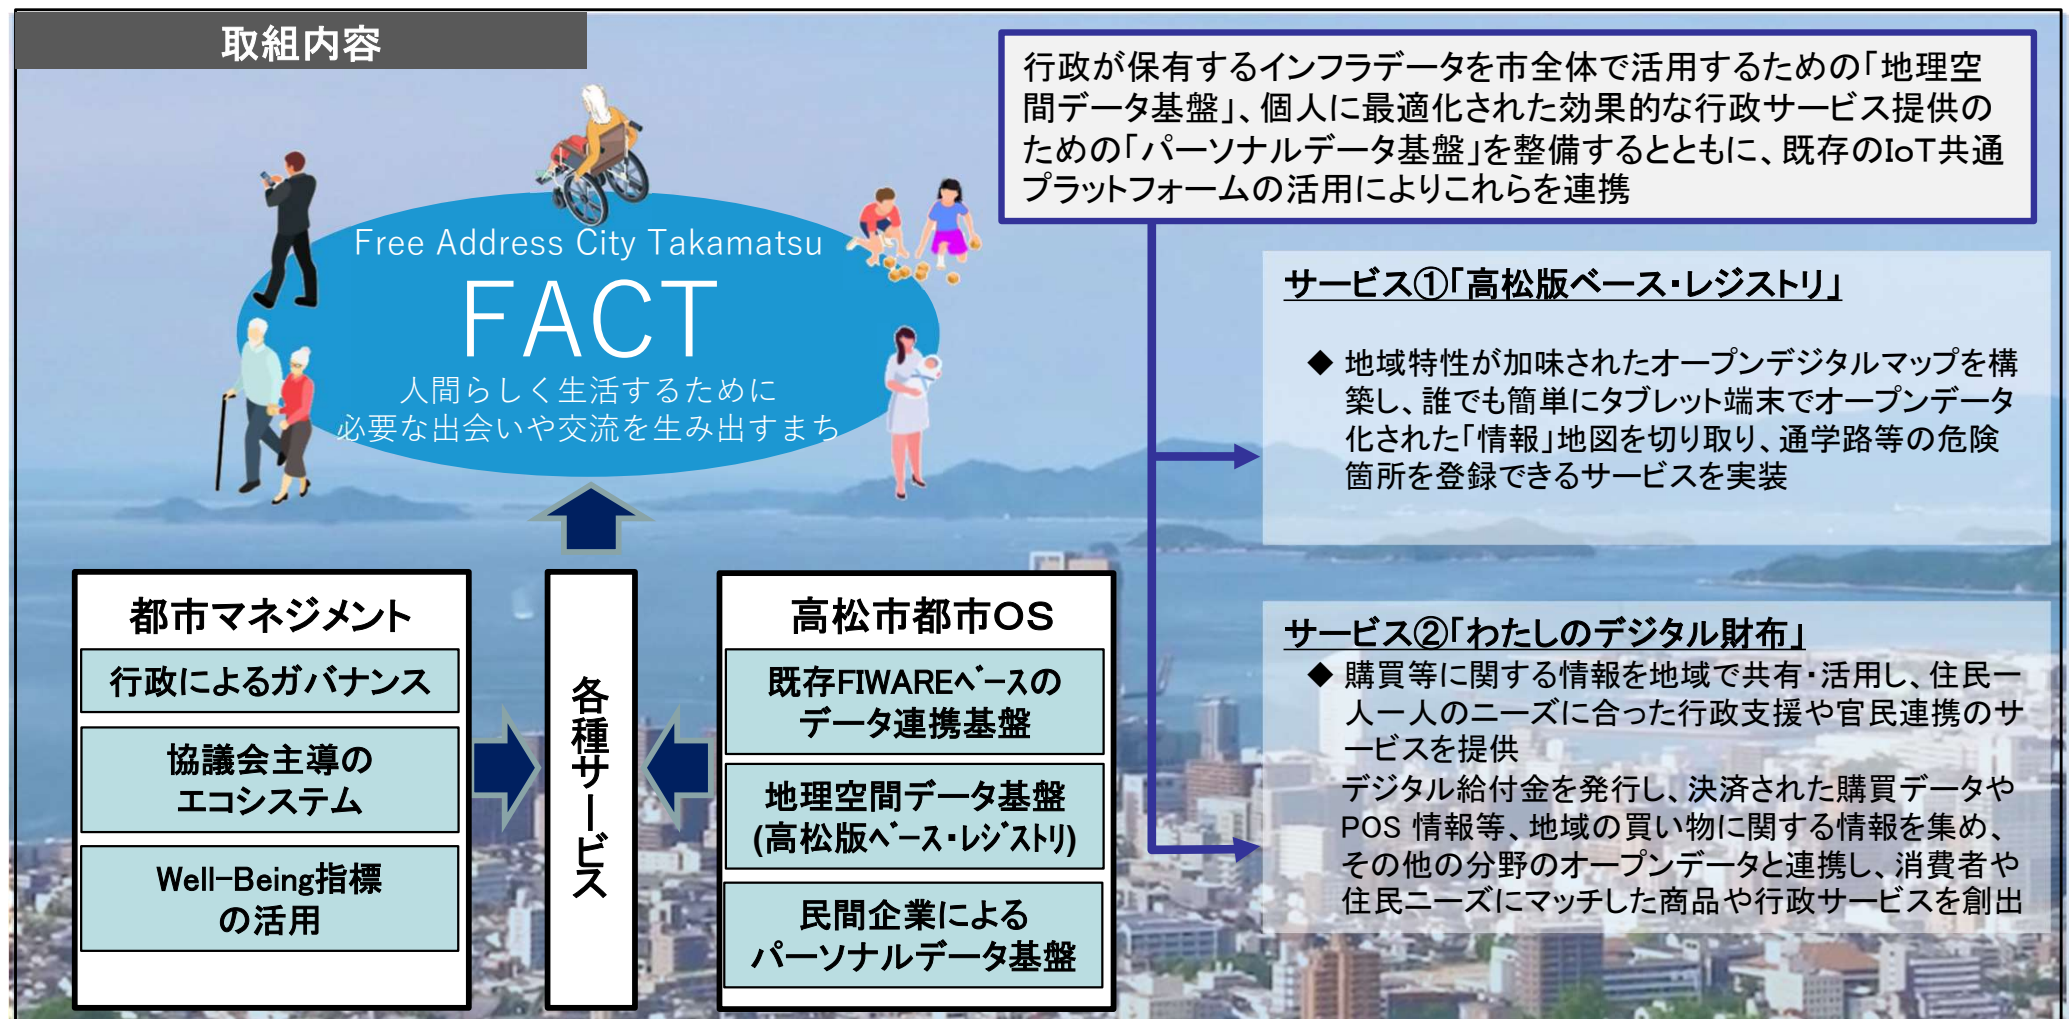 取組内容
行政が保有するインフラデータを市全体で活用するための「地理空
間データ基盤」、個人に最適化された効果的な行政サービス提供の
ための「パーソナルデータ基盤」を整備するとともに、既存のIoT共通
プラットフォームの活用によりこれらを連携
Free Address City Takamatsu
FACT
人間らしく生活するために
必要な出会いや交流を生み出すまち
サービス①「高松版ベース・レジストリ」
◆ 地域特性が加味されたオープンデジタルマップを構
築し、誰でも簡単にタブレット端末でオープンデータ
化された「情報」地図を切り取り、通学路等の危険
箇所を登録できるサービスを実装
都市マネジメント
行政によるガバナンス
協議会主導の
エコシステム
Well-Being指標
の活用
各種サービス
高松市都市OS
既存FIWAREベースの
データ連携基盤
地理空間データ基盤
(高松版ベース・レジストリ)
民間企業による
パーソナルデータ基盤
サービス②「わたしのデジタル財布」
◆ 購買等に関する情報を地域で共有・活用し、住民一
人一人のニーズに合った行政支援や官民連携のサ
ービスを提供
デジタル給付金を発行し、決済された購買データや
POS 情報等、地域の買い物に関する情報を集め、
その他の分野のオープンデータと連携し、消費者や
住民ニーズにマッチした商品や行政サービスを創出